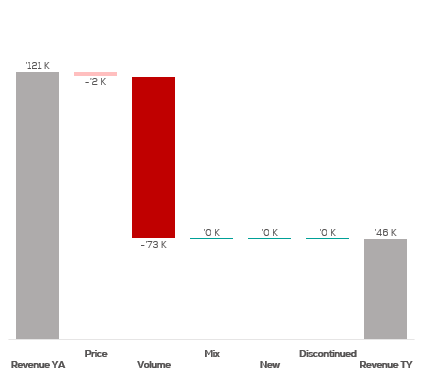 '121 K
-'2 K
-'73 K
'0 K
'0 K
'0 K
'46 K
Revenue YA
Price
Volume
Mix
New
Discontinued
Revenue TY